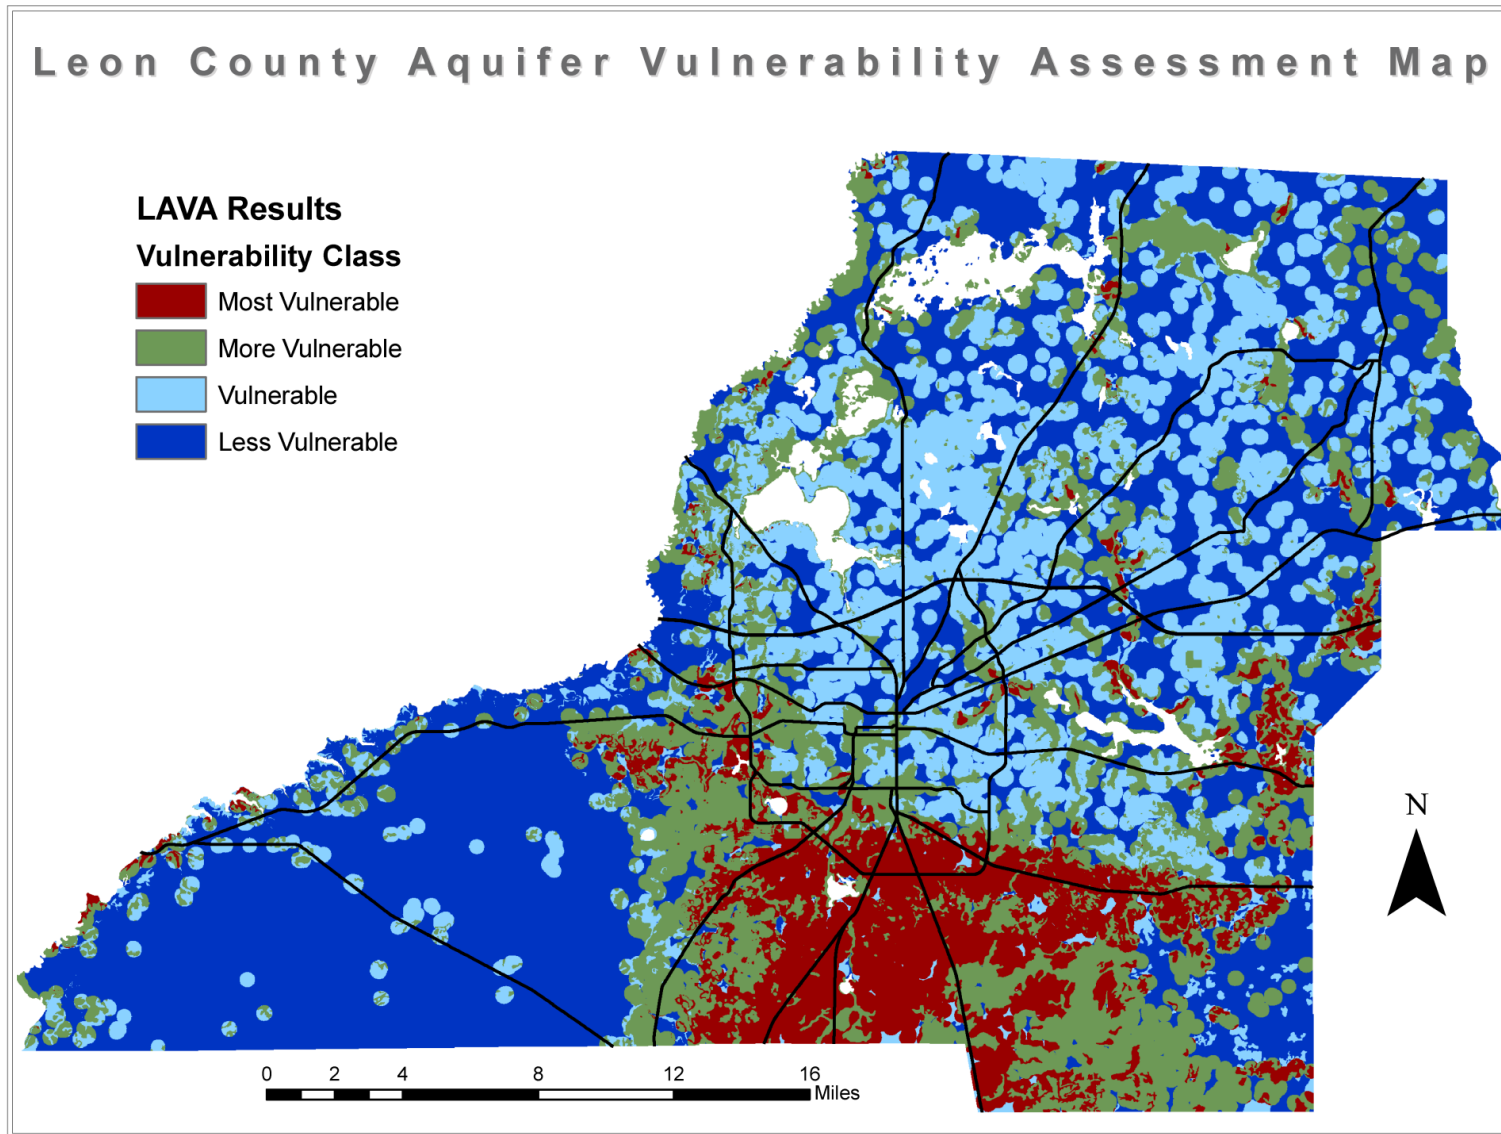 Leon County Aquifer Vulnerability Assessment Map
LAVA Results
Vulnerability Class
Most Vulnerable
More Vulnerable
Vulnerable
Less Vulnerable
N
0 2 4 8 12 16
Miles